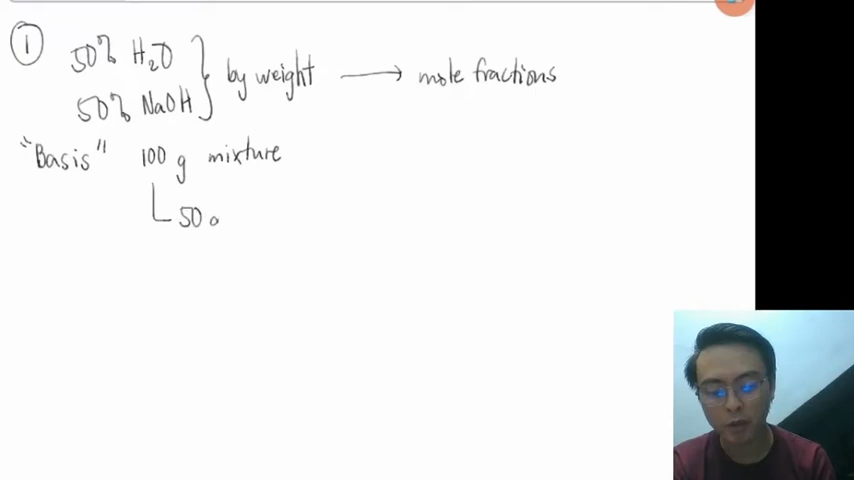 ① 50% H₂O } by weight ⟶ mole fractions
50% NaOH
"Basis" 100 g mixture
50